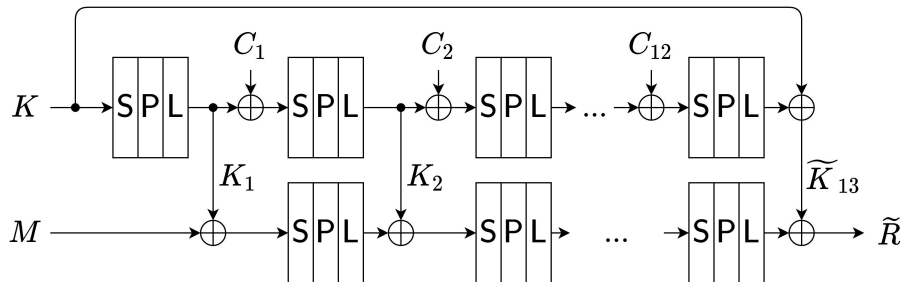 C₁ C₂ C₁₂
K S P L S P L S P L ... S P L
K₁ K₂ K̃₁₃
M S P L S P L ... S P L R̃